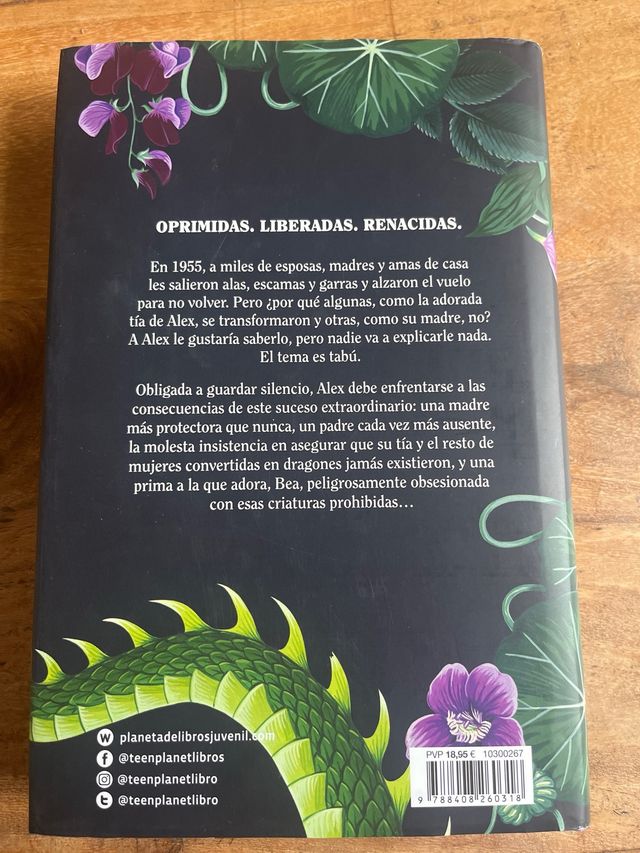 OPRIMIDAS. LIBERADAS. RENACIDAS.
En 1955, a miles de esposas, madres y amas de casa
les salieron alas, escamas y garras y alzaron el vuelo
para no volver. Pero ¿por qué algunas, como la adorada
tía de Alex, se transformaron y otras, como su madre, no?
A Alex le gustaría saberlo, pero nadie va a explicarle nada.
El tema es tabú.
Obligada a guardar silencio, Alex debe enfrentarse a las
consecuencias de este suceso extraordinario: una madre
más protectora que nunca, un padre cada vez más ausente,
la molesta insistencia en asegurar que su tía y el resto de
mujeres convertidas en dragones jamás existieron, y una
prima a la que adora, Bea, peligrosamente obsesionada
con esas criaturas prohibidas…
W planetadelibrosjuvenil.com
f @teenplanetlibros
@teenplanetlibro
t @teenplanetlibro
PVP 18,95 € 10300267
9 788408 260318